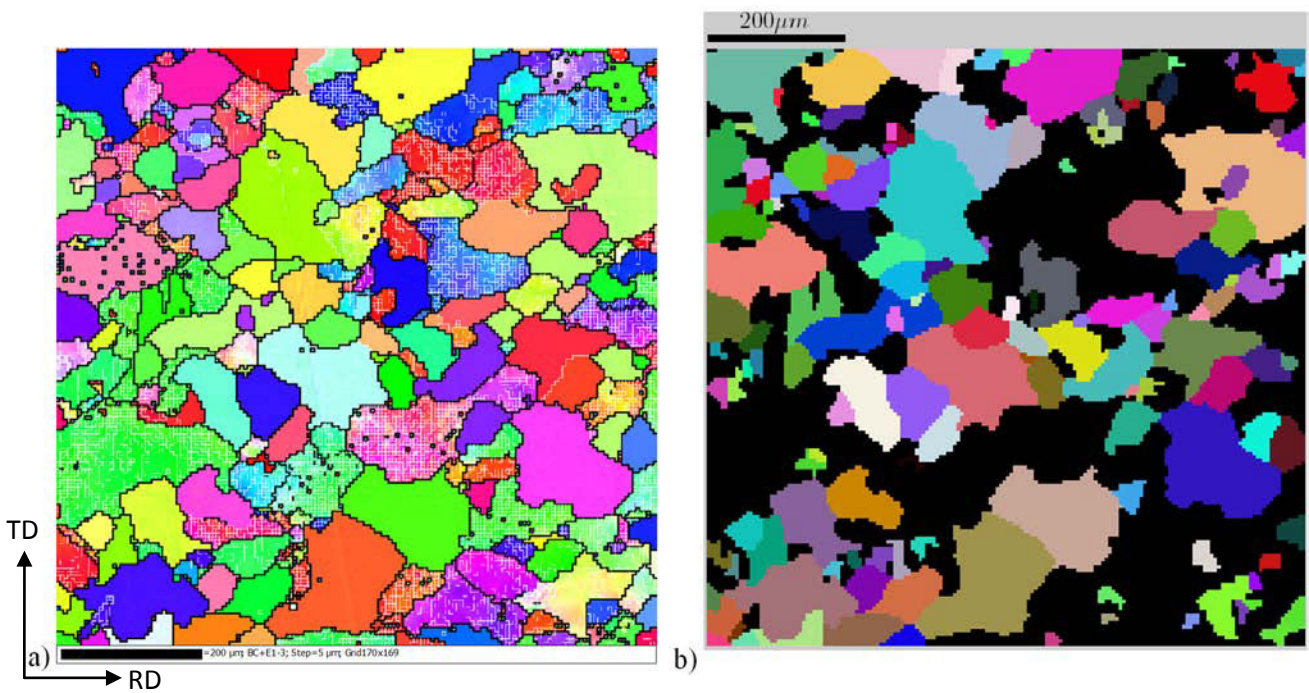 200μm
TD
a)
=200 μm; BC+E1-3; Step=5 μm; Grid170x169
b)
RD